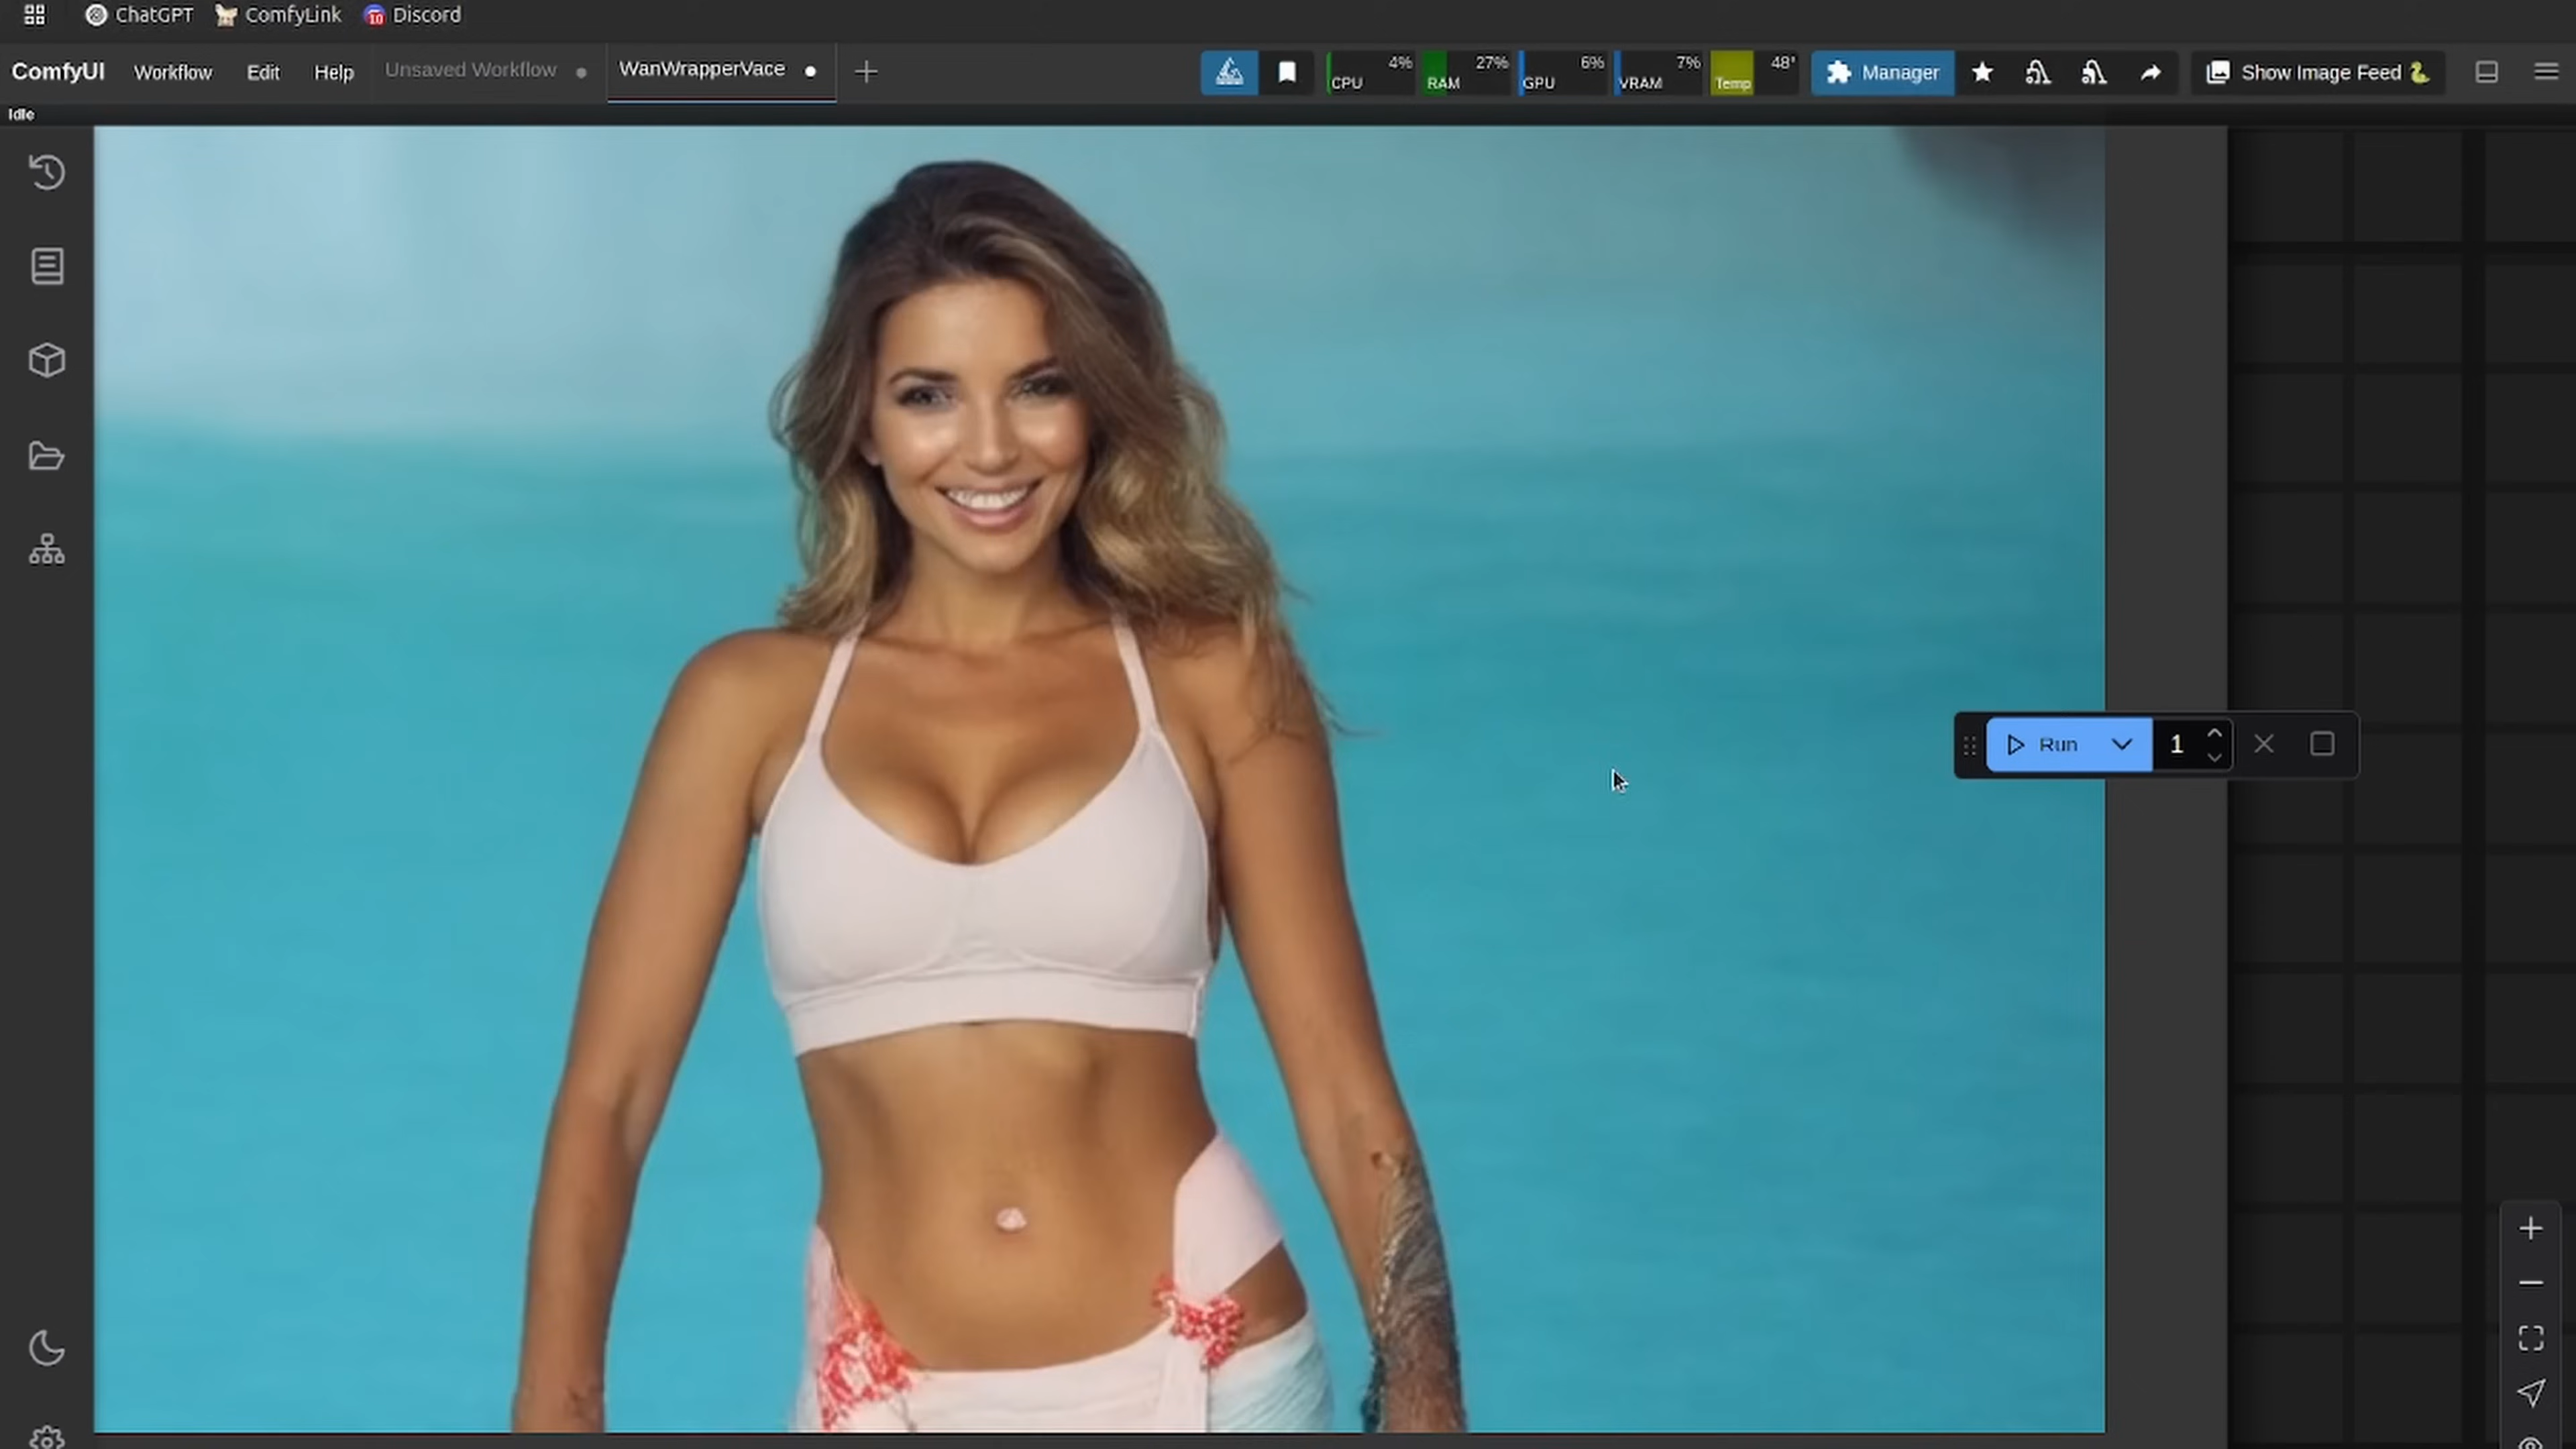 ChatGPT ComfyLink 10 Discord
ComfyUI Workflow Edit Help Unsaved Workflow WanWrapperVace Manager Show Image Feed
CPU 4% RAM 27% GPU 6% VRAM 7% Temp 48°
Idle
Run 1